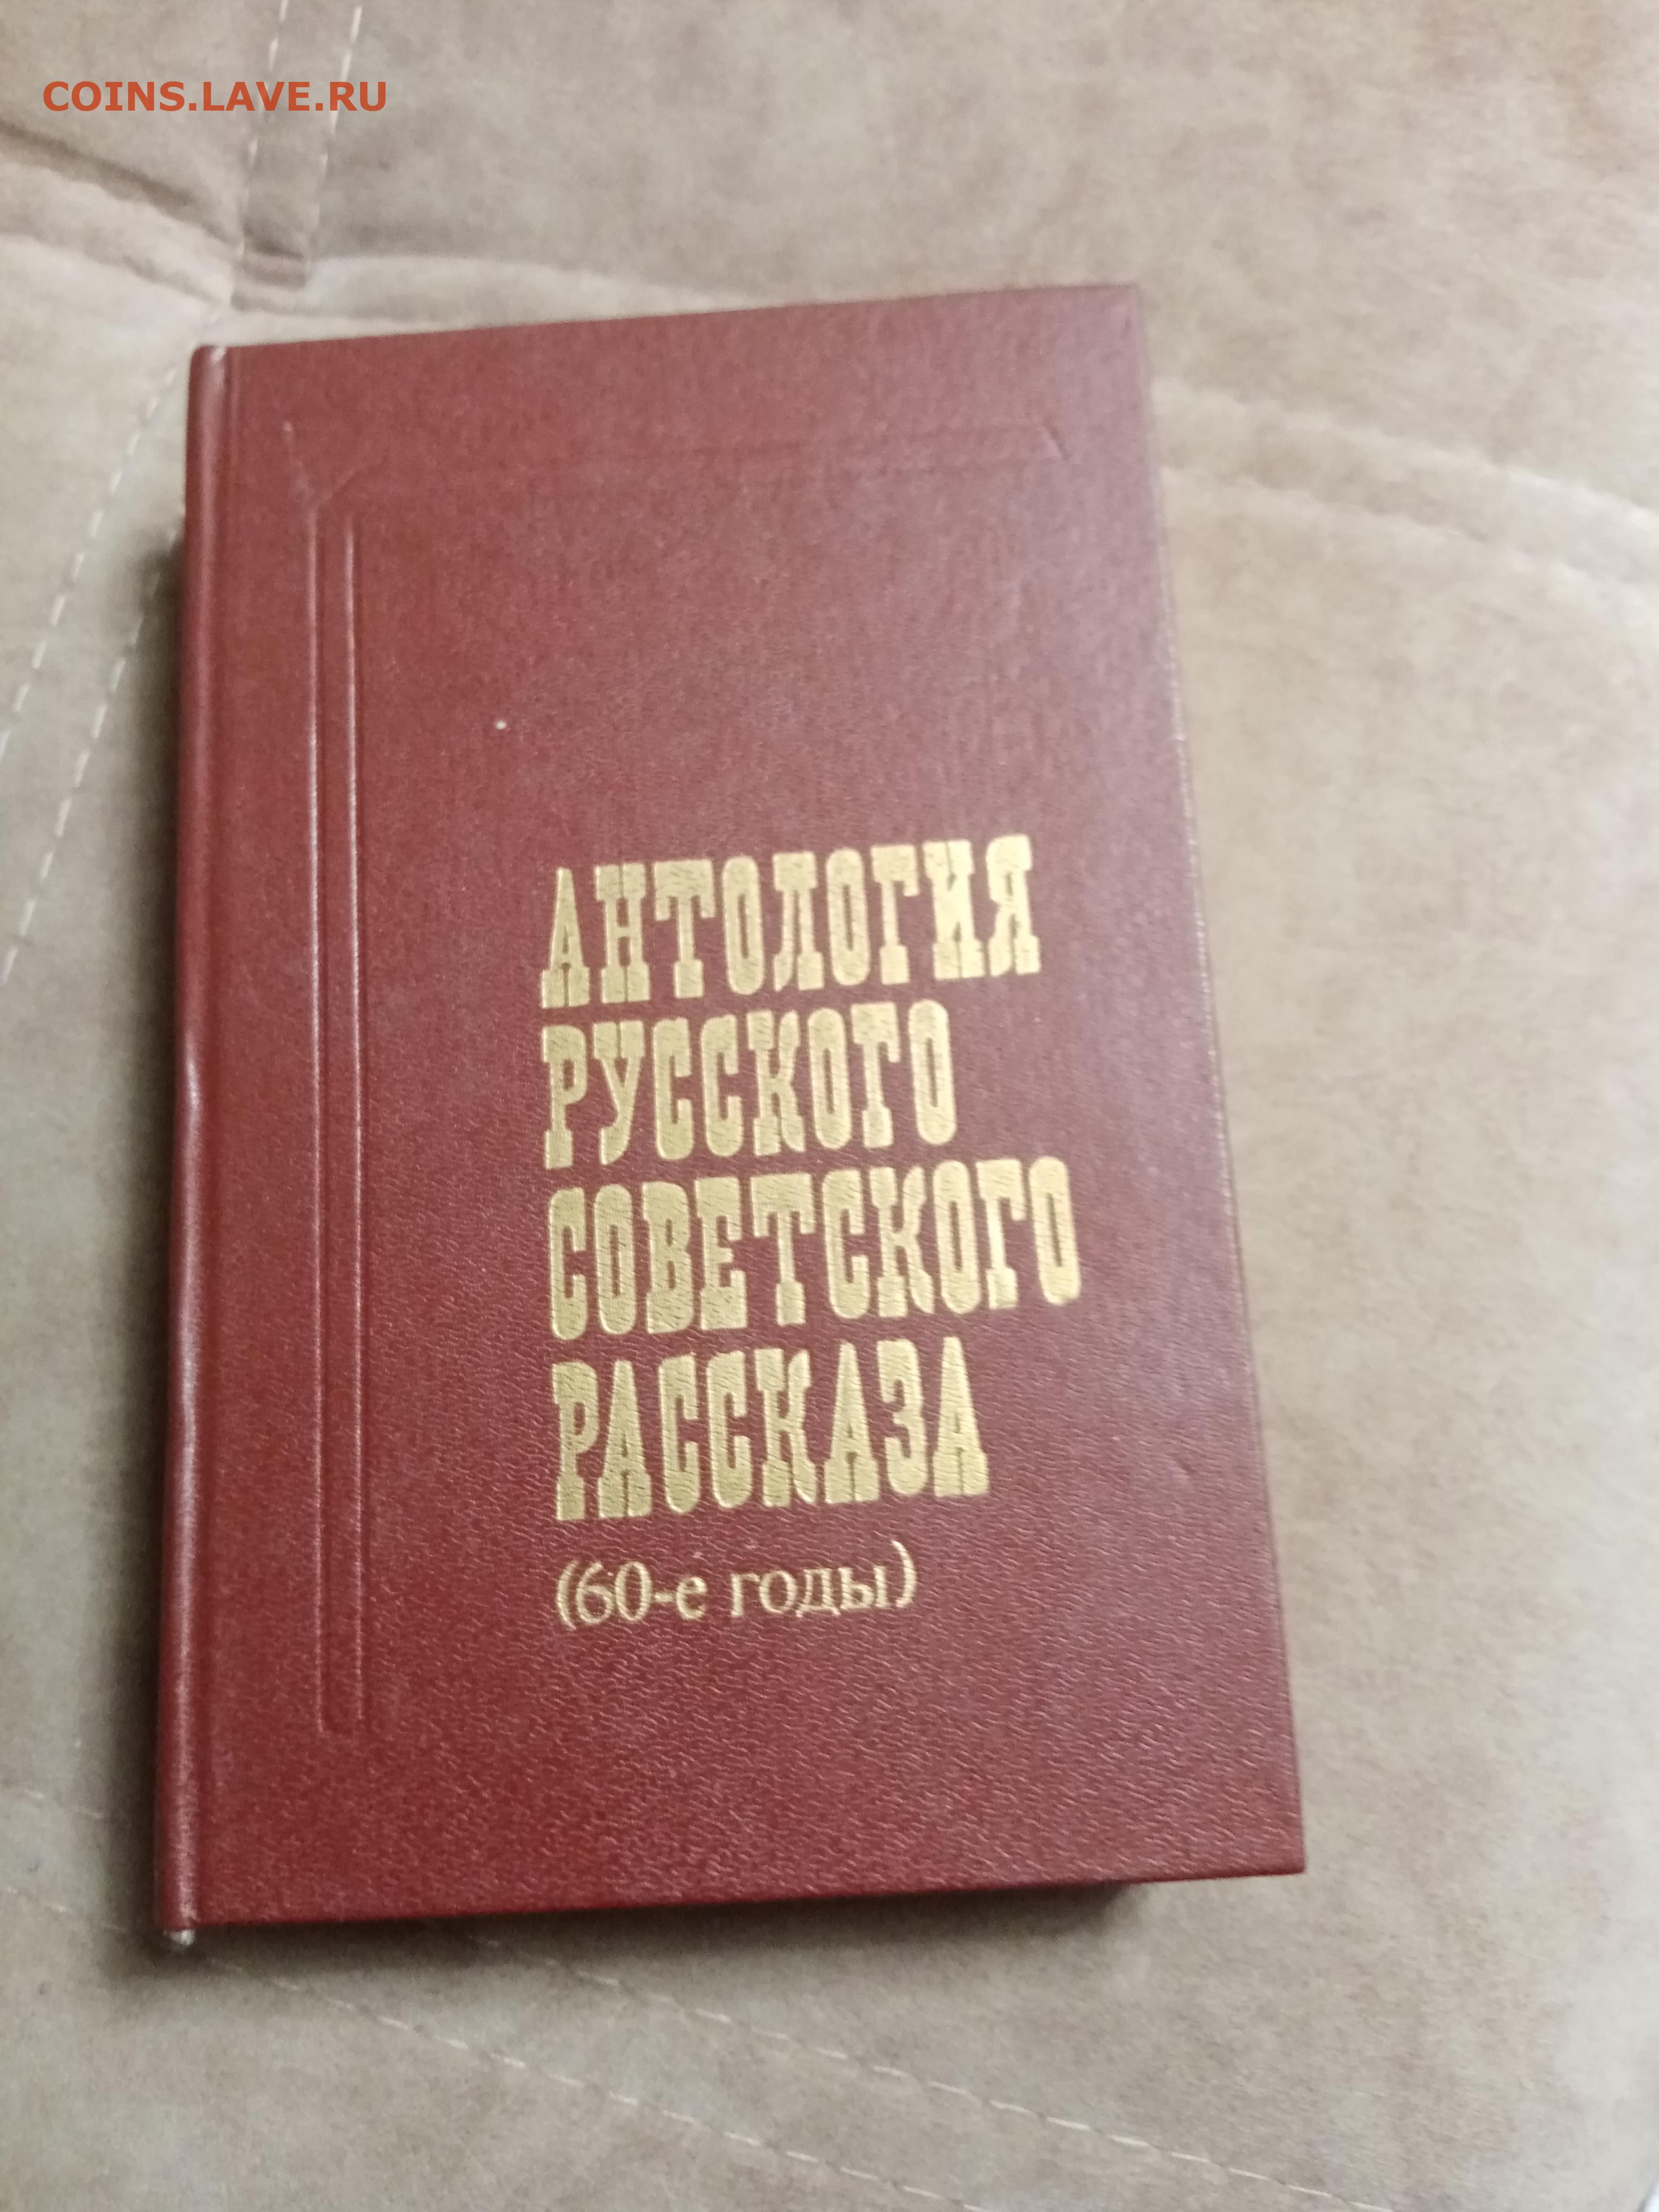 COINS.LAVE.RU
АНТОЛОГИЯ
РУССКОГО
СОВЕТСКОГО
РАССКАЗА
(60-е годы)